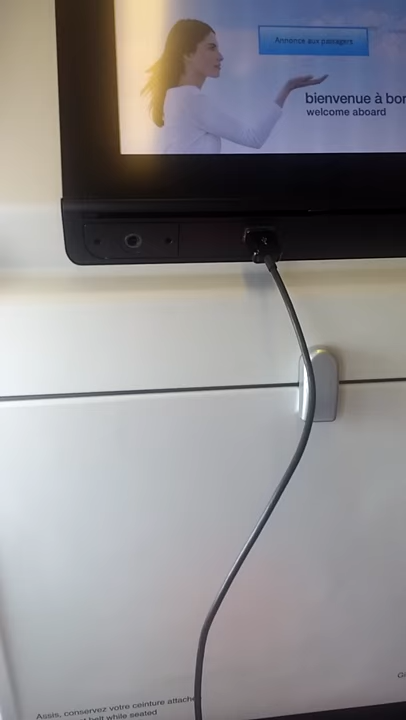 Annonce aux passagers
bienvenue à bor
welcome aboard
Assis, conservez votre ceinture attaché
belt while seated